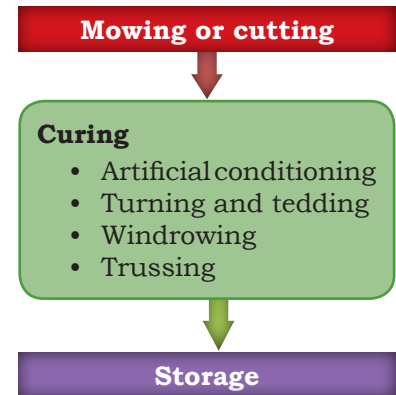 Mowing or cutting
Curing
• Artificial conditioning
• Turning and tedding
• Windrowing
• Trussing
Storage